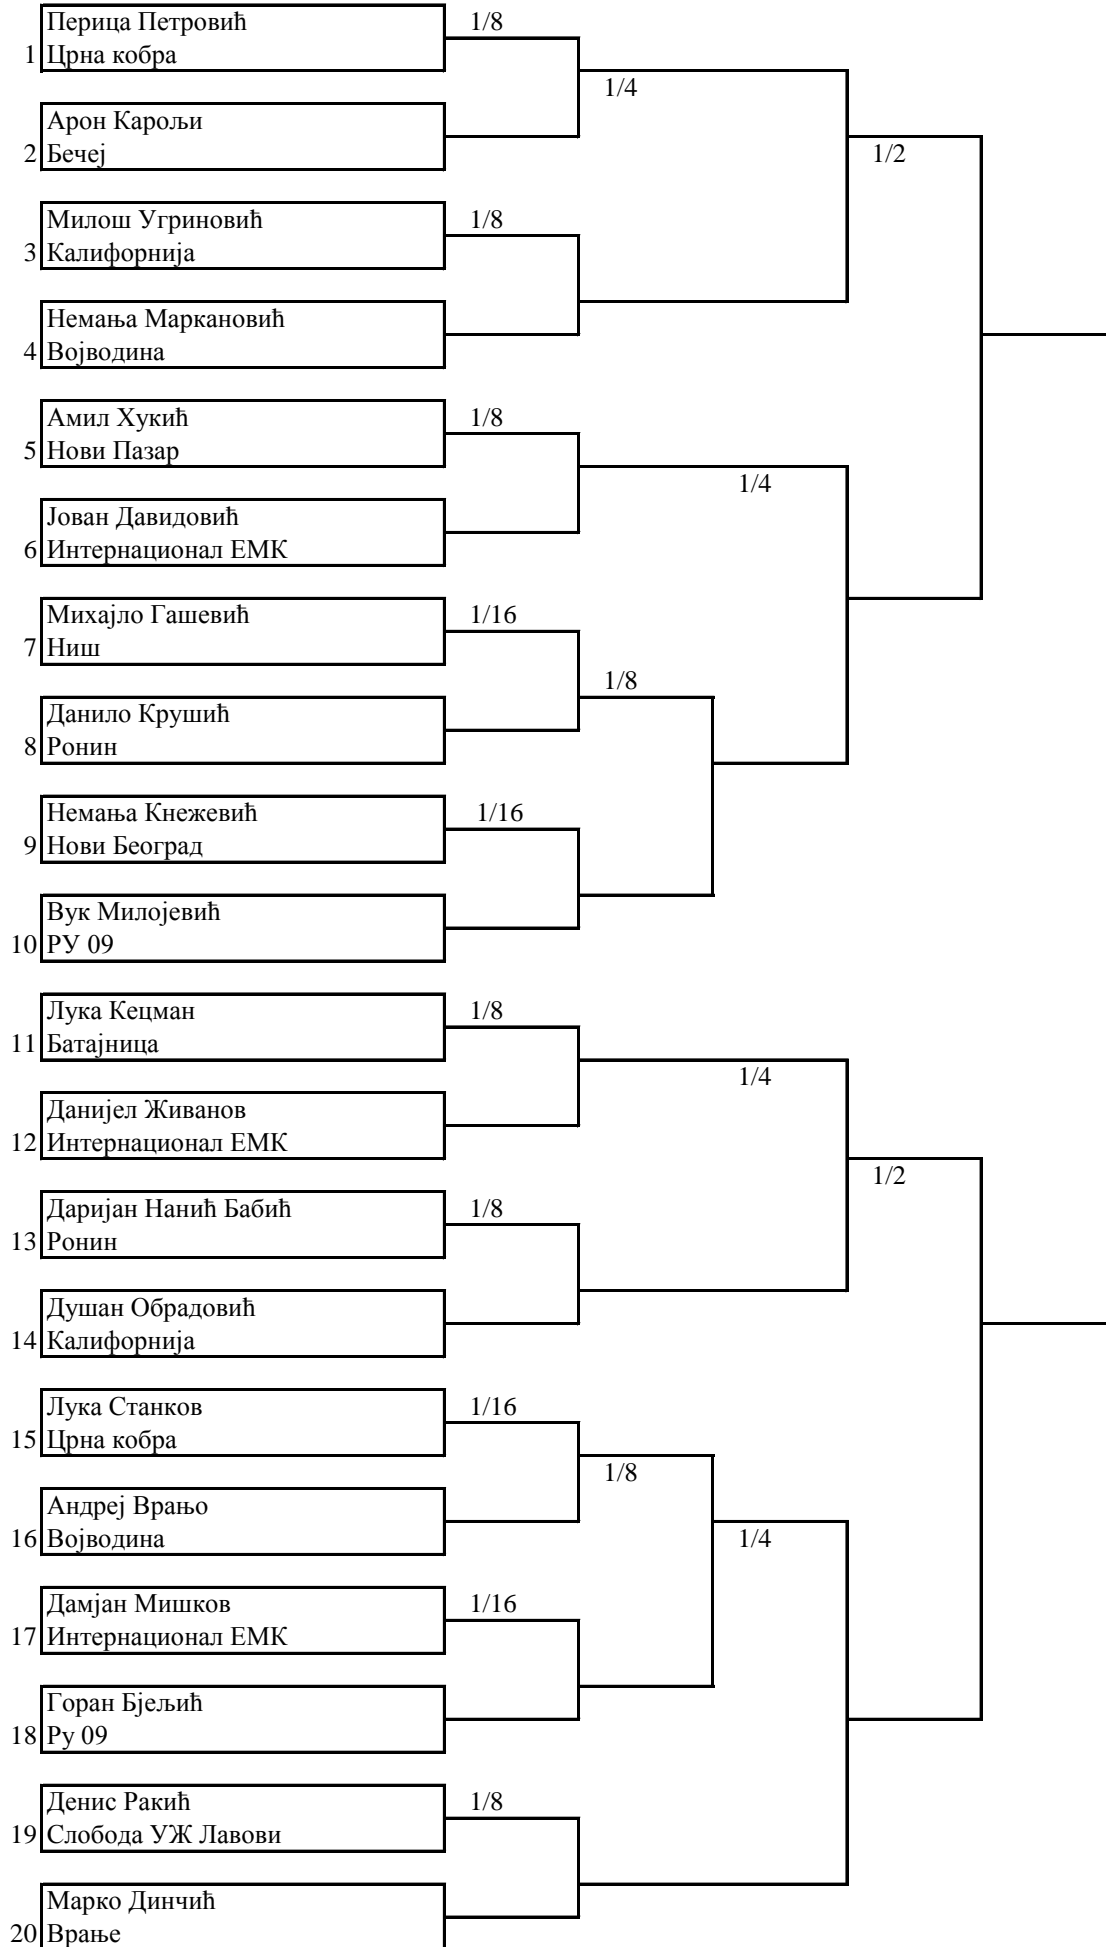 Перица Петровић 1/8
1 Црна кобра
1/4
Арон Карољи
2 Бечеј 1/2
Милош Угриновић 1/8
3 Калифорнија
Немања Маркановић
4 Војводина
Амил Хукић 1/8
5 Нови Пазар
1/4
Јован Давидовић
6 Интернационал ЕМК
Михајло Гашевић 1/16
7 Ниш
1/8
Данило Крушић
8 Ронин
Немања Кнежевић 1/16
9 Нови Београд
Вук Милојевић
10 РУ 09
Лука Кецман 1/8
11 Батајница
1/4
Данијел Живанов
12 Интернационал ЕМК
1/2
Даријан Нанић Бабић 1/8
13 Ронин
Душан Обрадовић
14 Калифорнија
Лука Станков 1/16
15 Црна кобра
1/8
Андреј Врањо
16 Војводина 1/4
Дамјан Мишков 1/16
17 Интернационал ЕМК
Горан Бјељић
18 Ру 09
Денис Ракић 1/8
19 Слобода УЖ Лавови
Марко Динчић
20 Врање